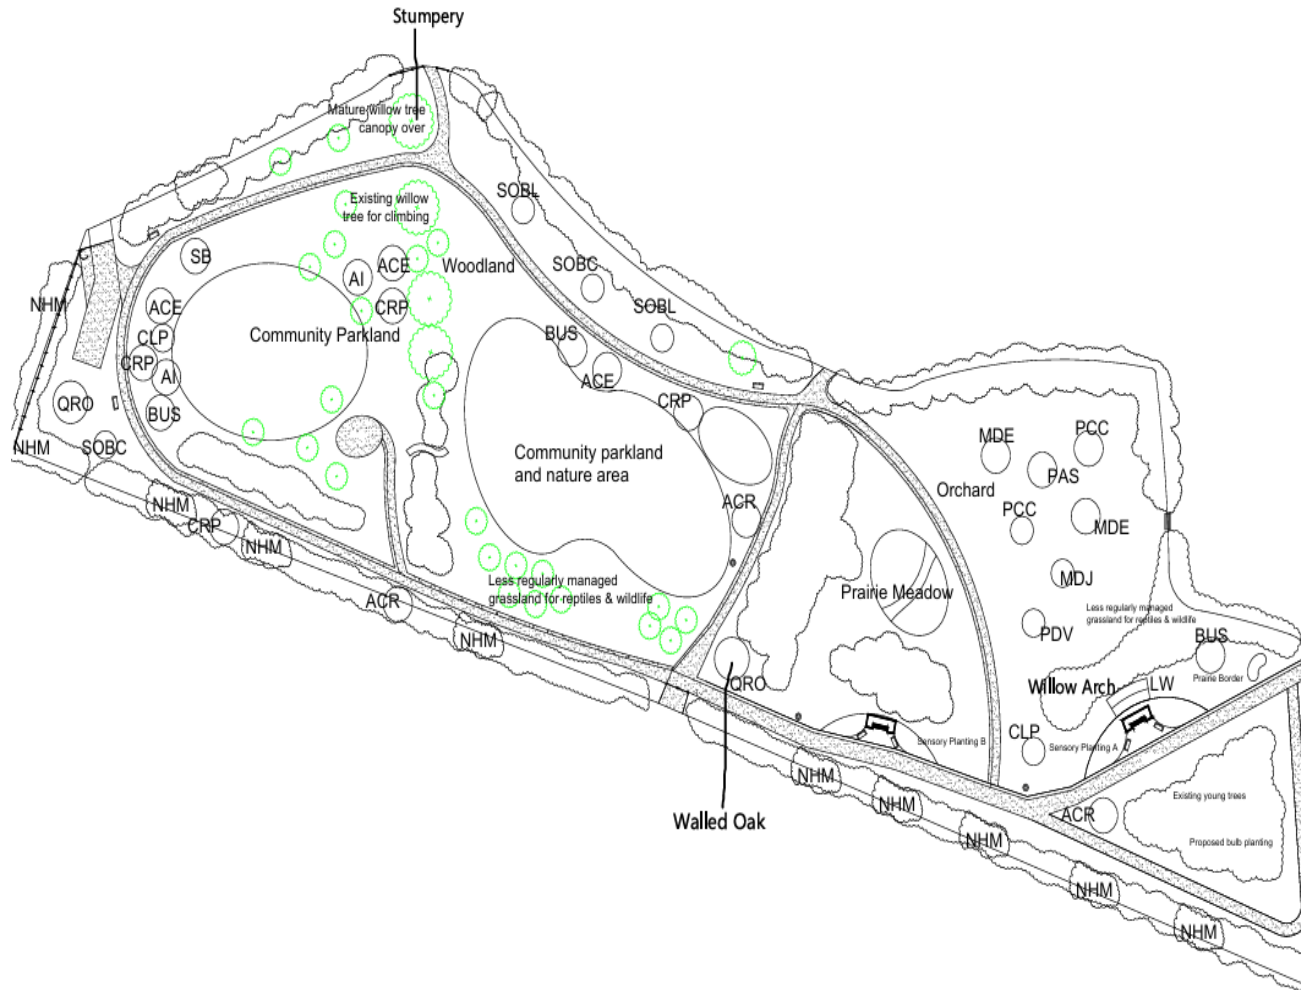 Stumpery
Mature willow tree
canopy over
Existing willow
tree for climbing
SOBL
SB
ACE
AI
Woodland
SOBC
NHM
ACE
CRP
SOBL
CLP
Community Parkland
BUS
CRP
AI
ACE
QRO
BUS
CRP
NHM
SOBC
MDE
PCC
Community parkland
and nature area
PAS
Orchard
NHM
CRP
ACR
PCC
MDE
NHM
MDJ
Less regularly managed
grassland for reptiles & wildlife
Prairie Meadow
ACR
Less regularly managed
grassland for reptiles & wildlife
NHM
PDV
BUS
QRO
Prairie Border
Willow Arch
LW
CLP
Sensory Planting B
Sensory Planting A
NHM
Existing young trees
NHM
ACR
Walled Oak
NHM
Proposed bulb planting
NHM
NHM